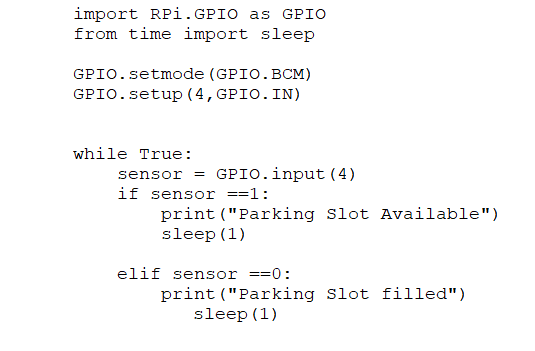 import RPi.GPIO as GPIO
from time import sleep

GPIO.setmode(GPIO.BCM)
GPIO.setup(4,GPIO.IN)


while True:
    sensor = GPIO.input(4)
    if sensor ==1:
        print("Parking Slot Available")
        sleep(1)

    elif sensor ==0:
        print("Parking Slot filled")
           sleep(1)